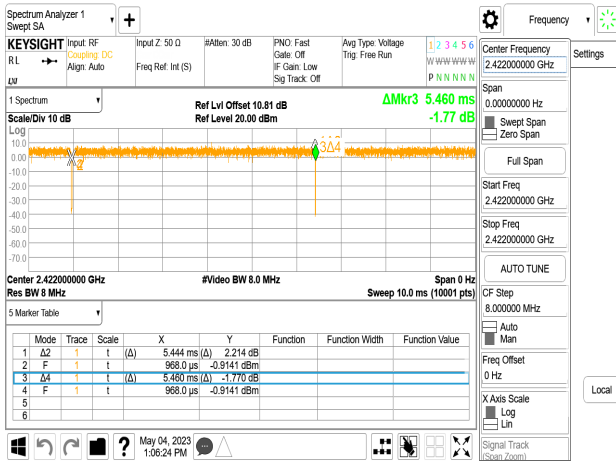 Spectrum Analyzer 1
Swept SA
Frequency
KEYSIGHT
Input: RF
Input Z: 50 Ω
#Atten: 30 dB
PNO: Fast
Avg Type: Voltage
1 2 3 4 5 6
RL
Coupling: DC
Gate: Off
Trig: Free Run
Align: Auto
Freq Ref: Int (S)
IF Gain: Low
W W W W W W
Sig Track: Off
P N N N N N
LXI
1 Spectrum
Ref Lvl Offset 10.81 dB
ΔMkr3 5.460 ms
Scale/Div 10 dB
Ref Level 20.00 dBm
-1.77 dB
Log
10.0
0.00
-10.0
-20.0
-30.0
-40.0
-50.0
-60.0
-70.0
3Δ4
Center 2.422000000 GHz
#Video BW 8.0 MHz
Span 0 Hz
Res BW 8 MHz
Sweep 10.0 ms (10001 pts)
5 Marker Table
Mode Trace Scale X Y Function Function Width Function Value
1 Δ2 1 t (Δ) 5.444 ms (Δ) 2.214 dB
2 F 1 t 968.0 µs -0.9141 dBm
3 Δ4 1 t (Δ) 5.460 ms (Δ) -1.770 dB
4 F 1 t 968.0 µs -0.9141 dBm
5
6
May 04, 2023
1:06:24 PM
Center Frequency
2.422000000 GHz
Settings
Span
0.00000000 Hz
Swept Span
Zero Span
Full Span
Start Freq
2.422000000 GHz
Stop Freq
2.422000000 GHz
AUTO TUNE
CF Step
8.000000 MHz
Auto
Man
Freq Offset
0 Hz
X Axis Scale
Log
Lin
Local
Signal Track
(Span Zoom)